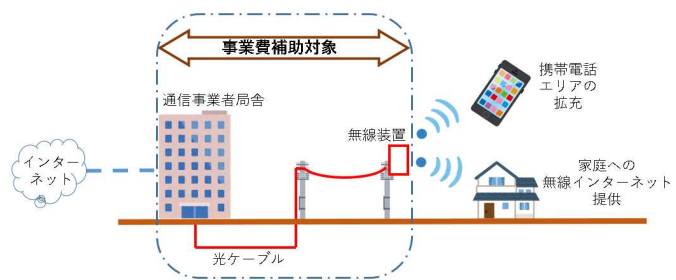 事業費補助対象
通信事業者局舎
無線装置
携帯電話
エリアの
拡充
インター
ネット
家庭への
無線インターネット
提供
光ケーブル